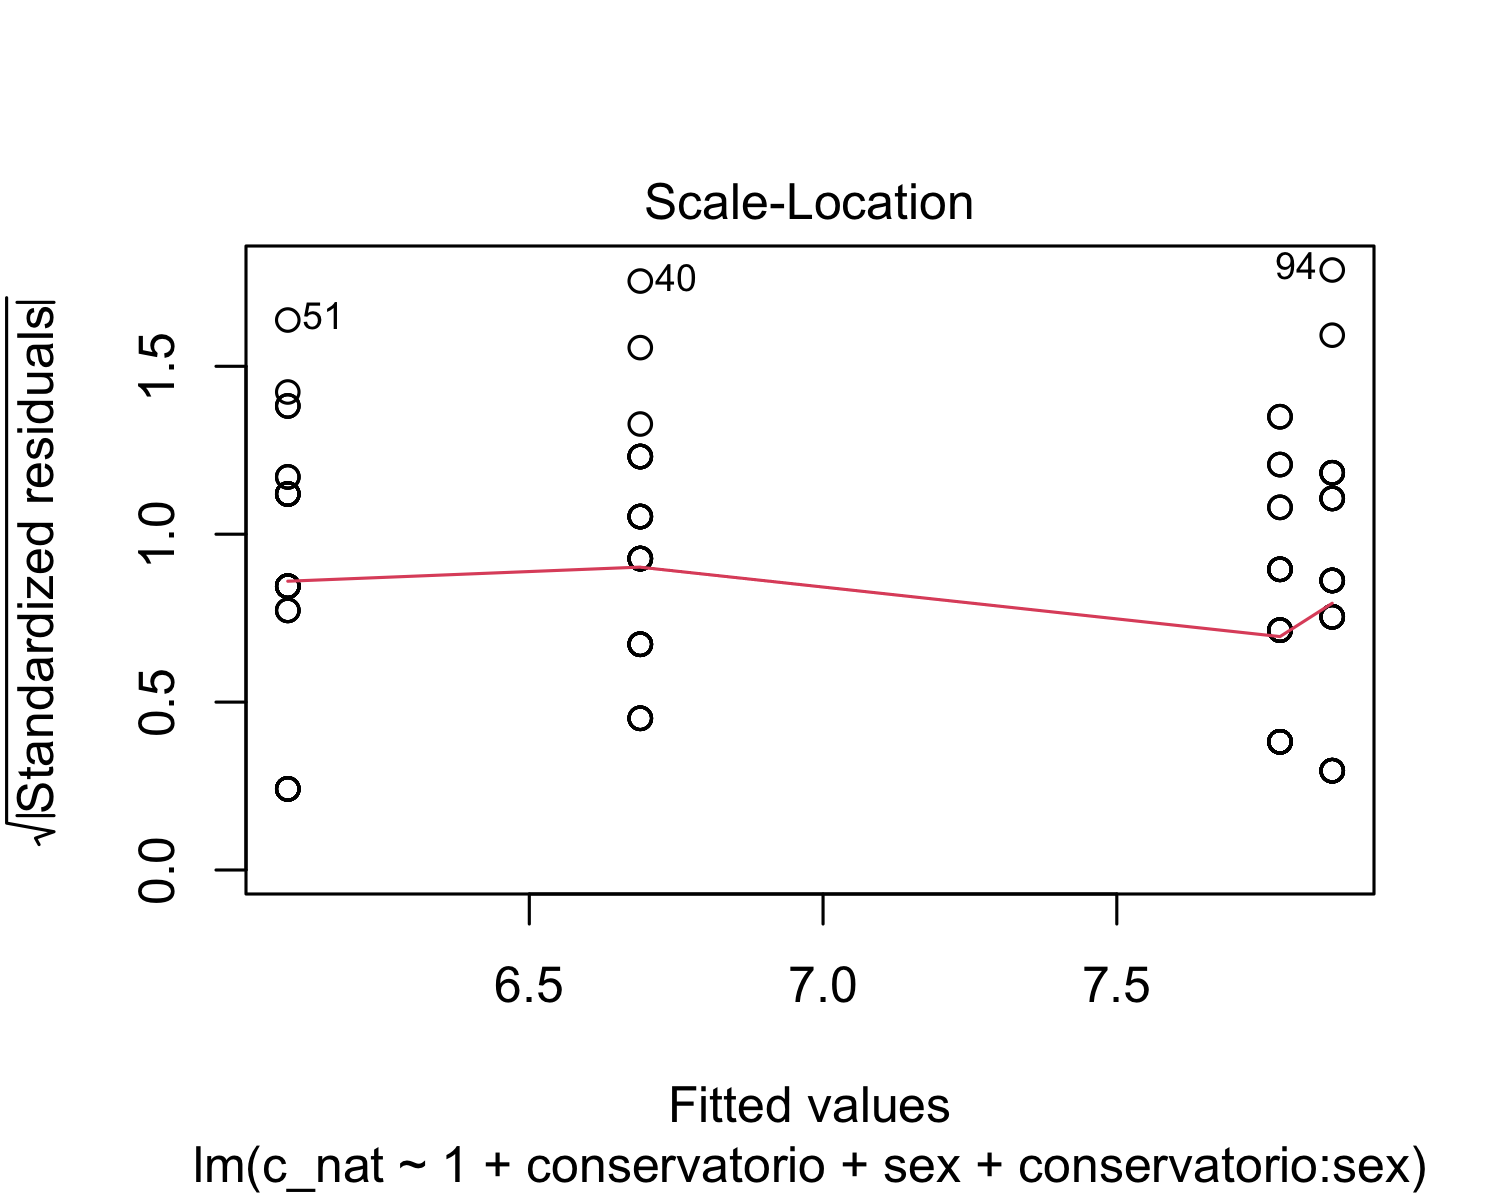 Scale-Location
√|Standardized residuals|
0.0
0.5
1.0
1.5
51
40
94
6.5
7.0
7.5
Fitted values
lm(c_nat ~ 1 + conservatorio + sex + conservatorio:sex)